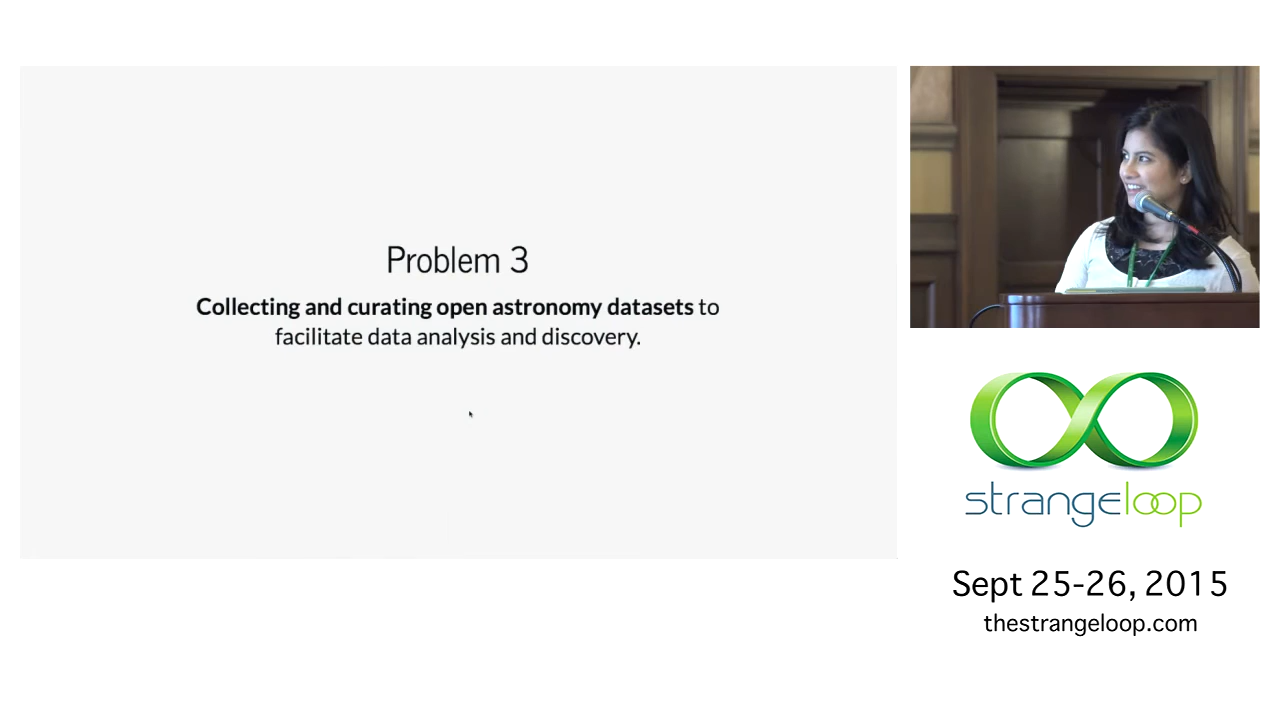 Problem 3
Collecting and curating open astronomy datasets to
facilitate data analysis and discovery.
strangeloop
Sept 25-26, 2015
thestrangeloop.com